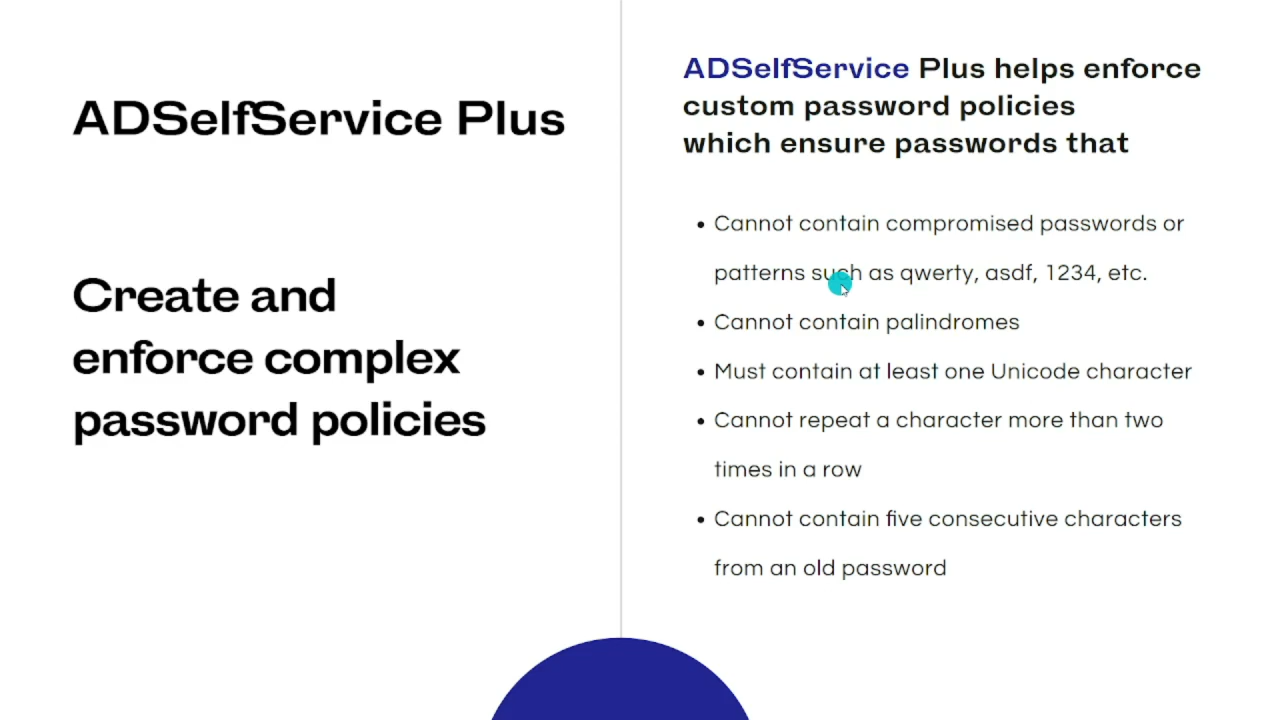 ADSelfService Plus
Create and
enforce complex
password policies
ADSelfService Plus helps enforce
custom password policies
which ensure passwords that
• Cannot contain compromised passwords or
patterns such as qwerty, asdf, 1234, etc.
• Cannot contain palindromes
• Must contain at least one Unicode character
• Cannot repeat a character more than two
times in a row
• Cannot contain five consecutive characters
from an old password